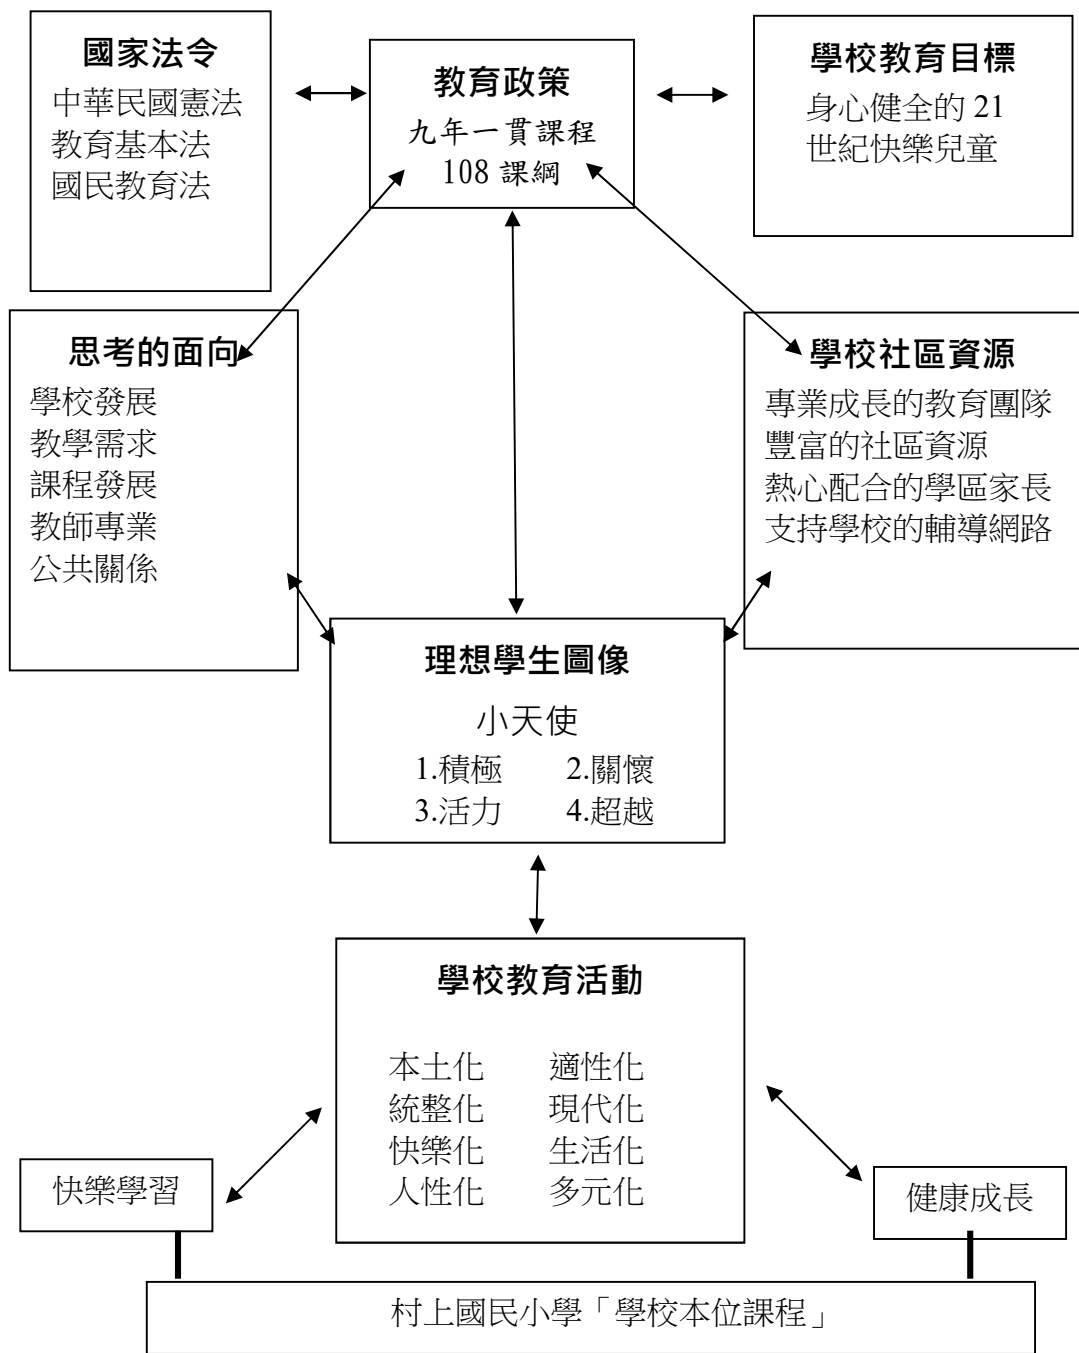 國家法令
中華民國憲法
教育基本法
國民教育法
教育政策
九年一貫課程
108 課綱
學校教育目標
身心健全的 21
世紀快樂兒童
思考的面向
學校發展
教學需求
課程發展
教師專業
公共關係
學校社區資源
專業成長的教育團隊
豐富的社區資源
熱心配合的學區家長
支持學校的輔導網路
理想學生圖像
小天使
1.積極 2.關懷
3.活力 4.超越
學校教育活動
本土化 適性化
統整化 現代化
快樂化 生活化
人性化 多元化
快樂學習
健康成長
村上國民小學「學校本位課程」